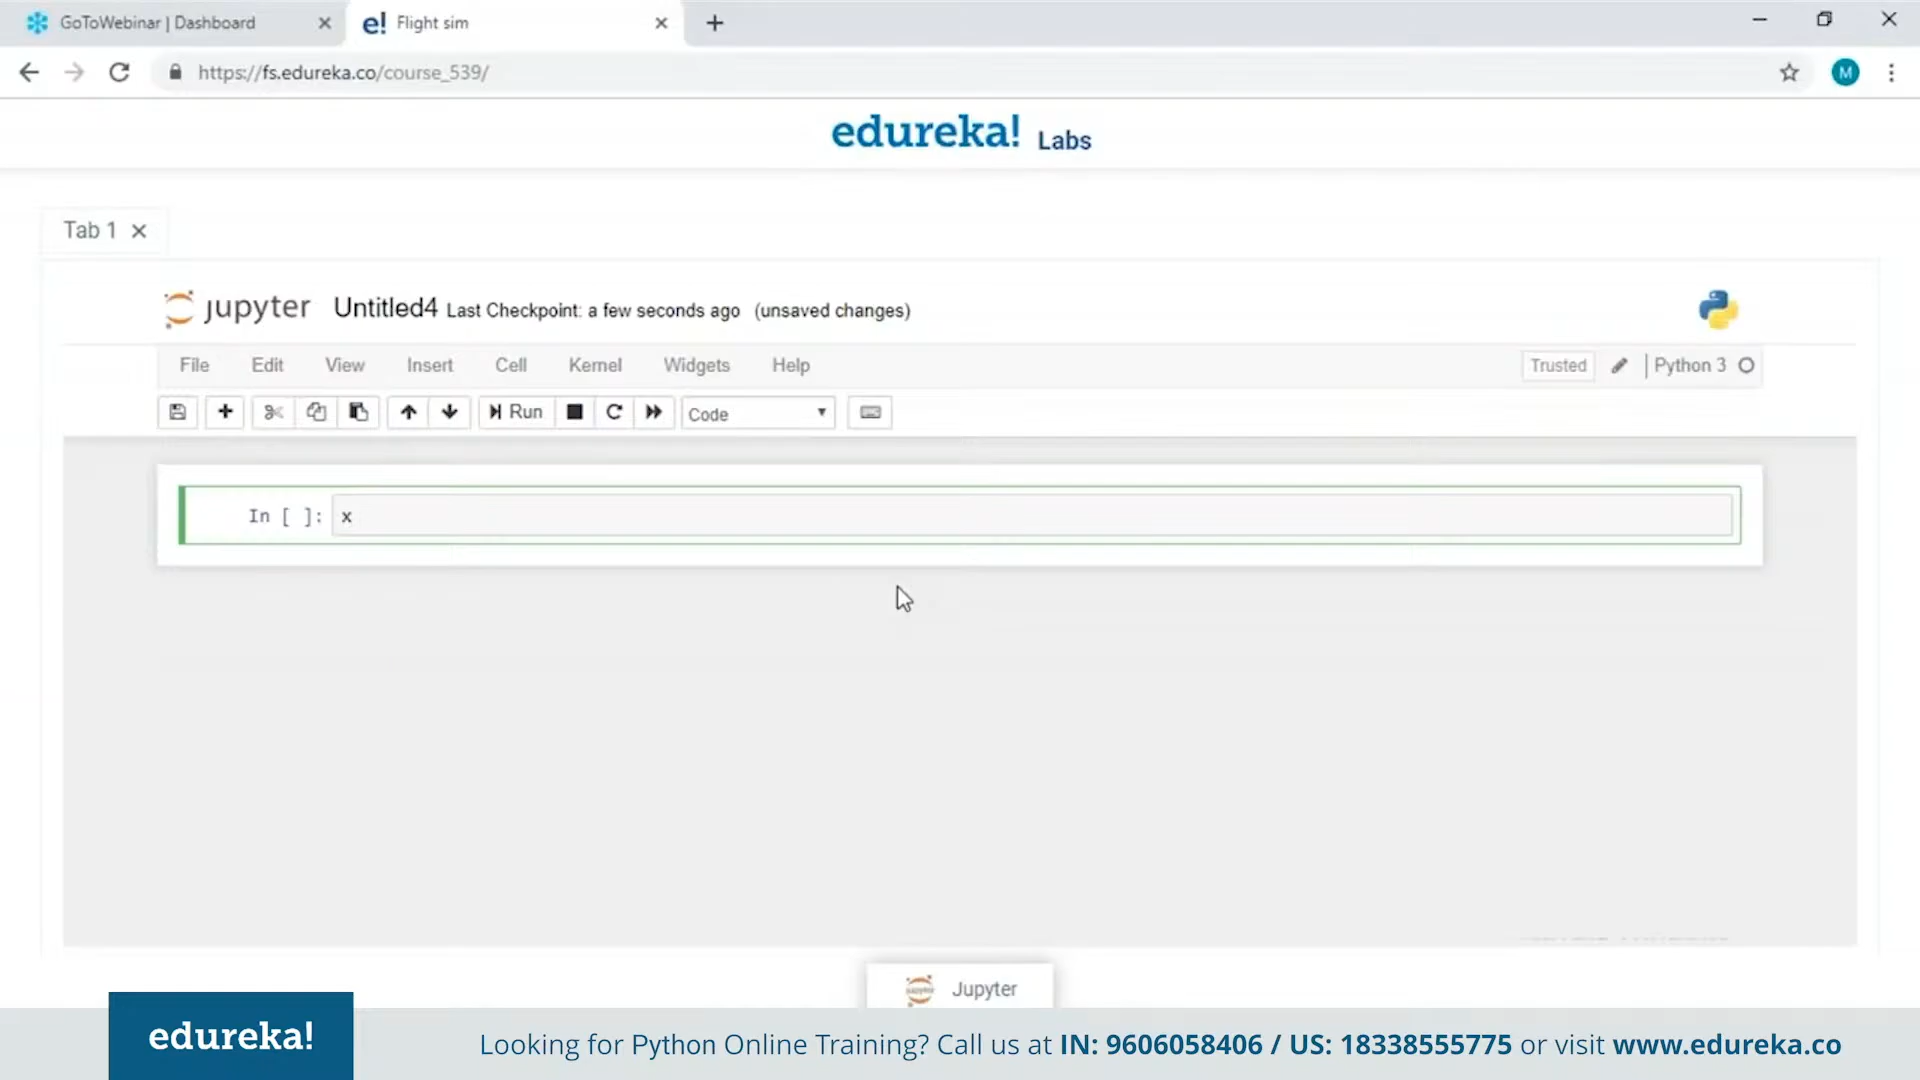 GoToWebinar | Dashboard
e! Flight sim
https://fs.edureka.co/course_539/
M
edureka! Labs
Tab 1
jupyter Untitled4 Last Checkpoint: a few seconds ago (unsaved changes)
File Edit View Insert Cell Kernel Widgets Help Trusted Python 3
Run Code
In [ ]: x
Jupyter
edureka!
Looking for Python Online Training? Call us at IN: 9606058406 / US: 18338555775 or visit www.edureka.co